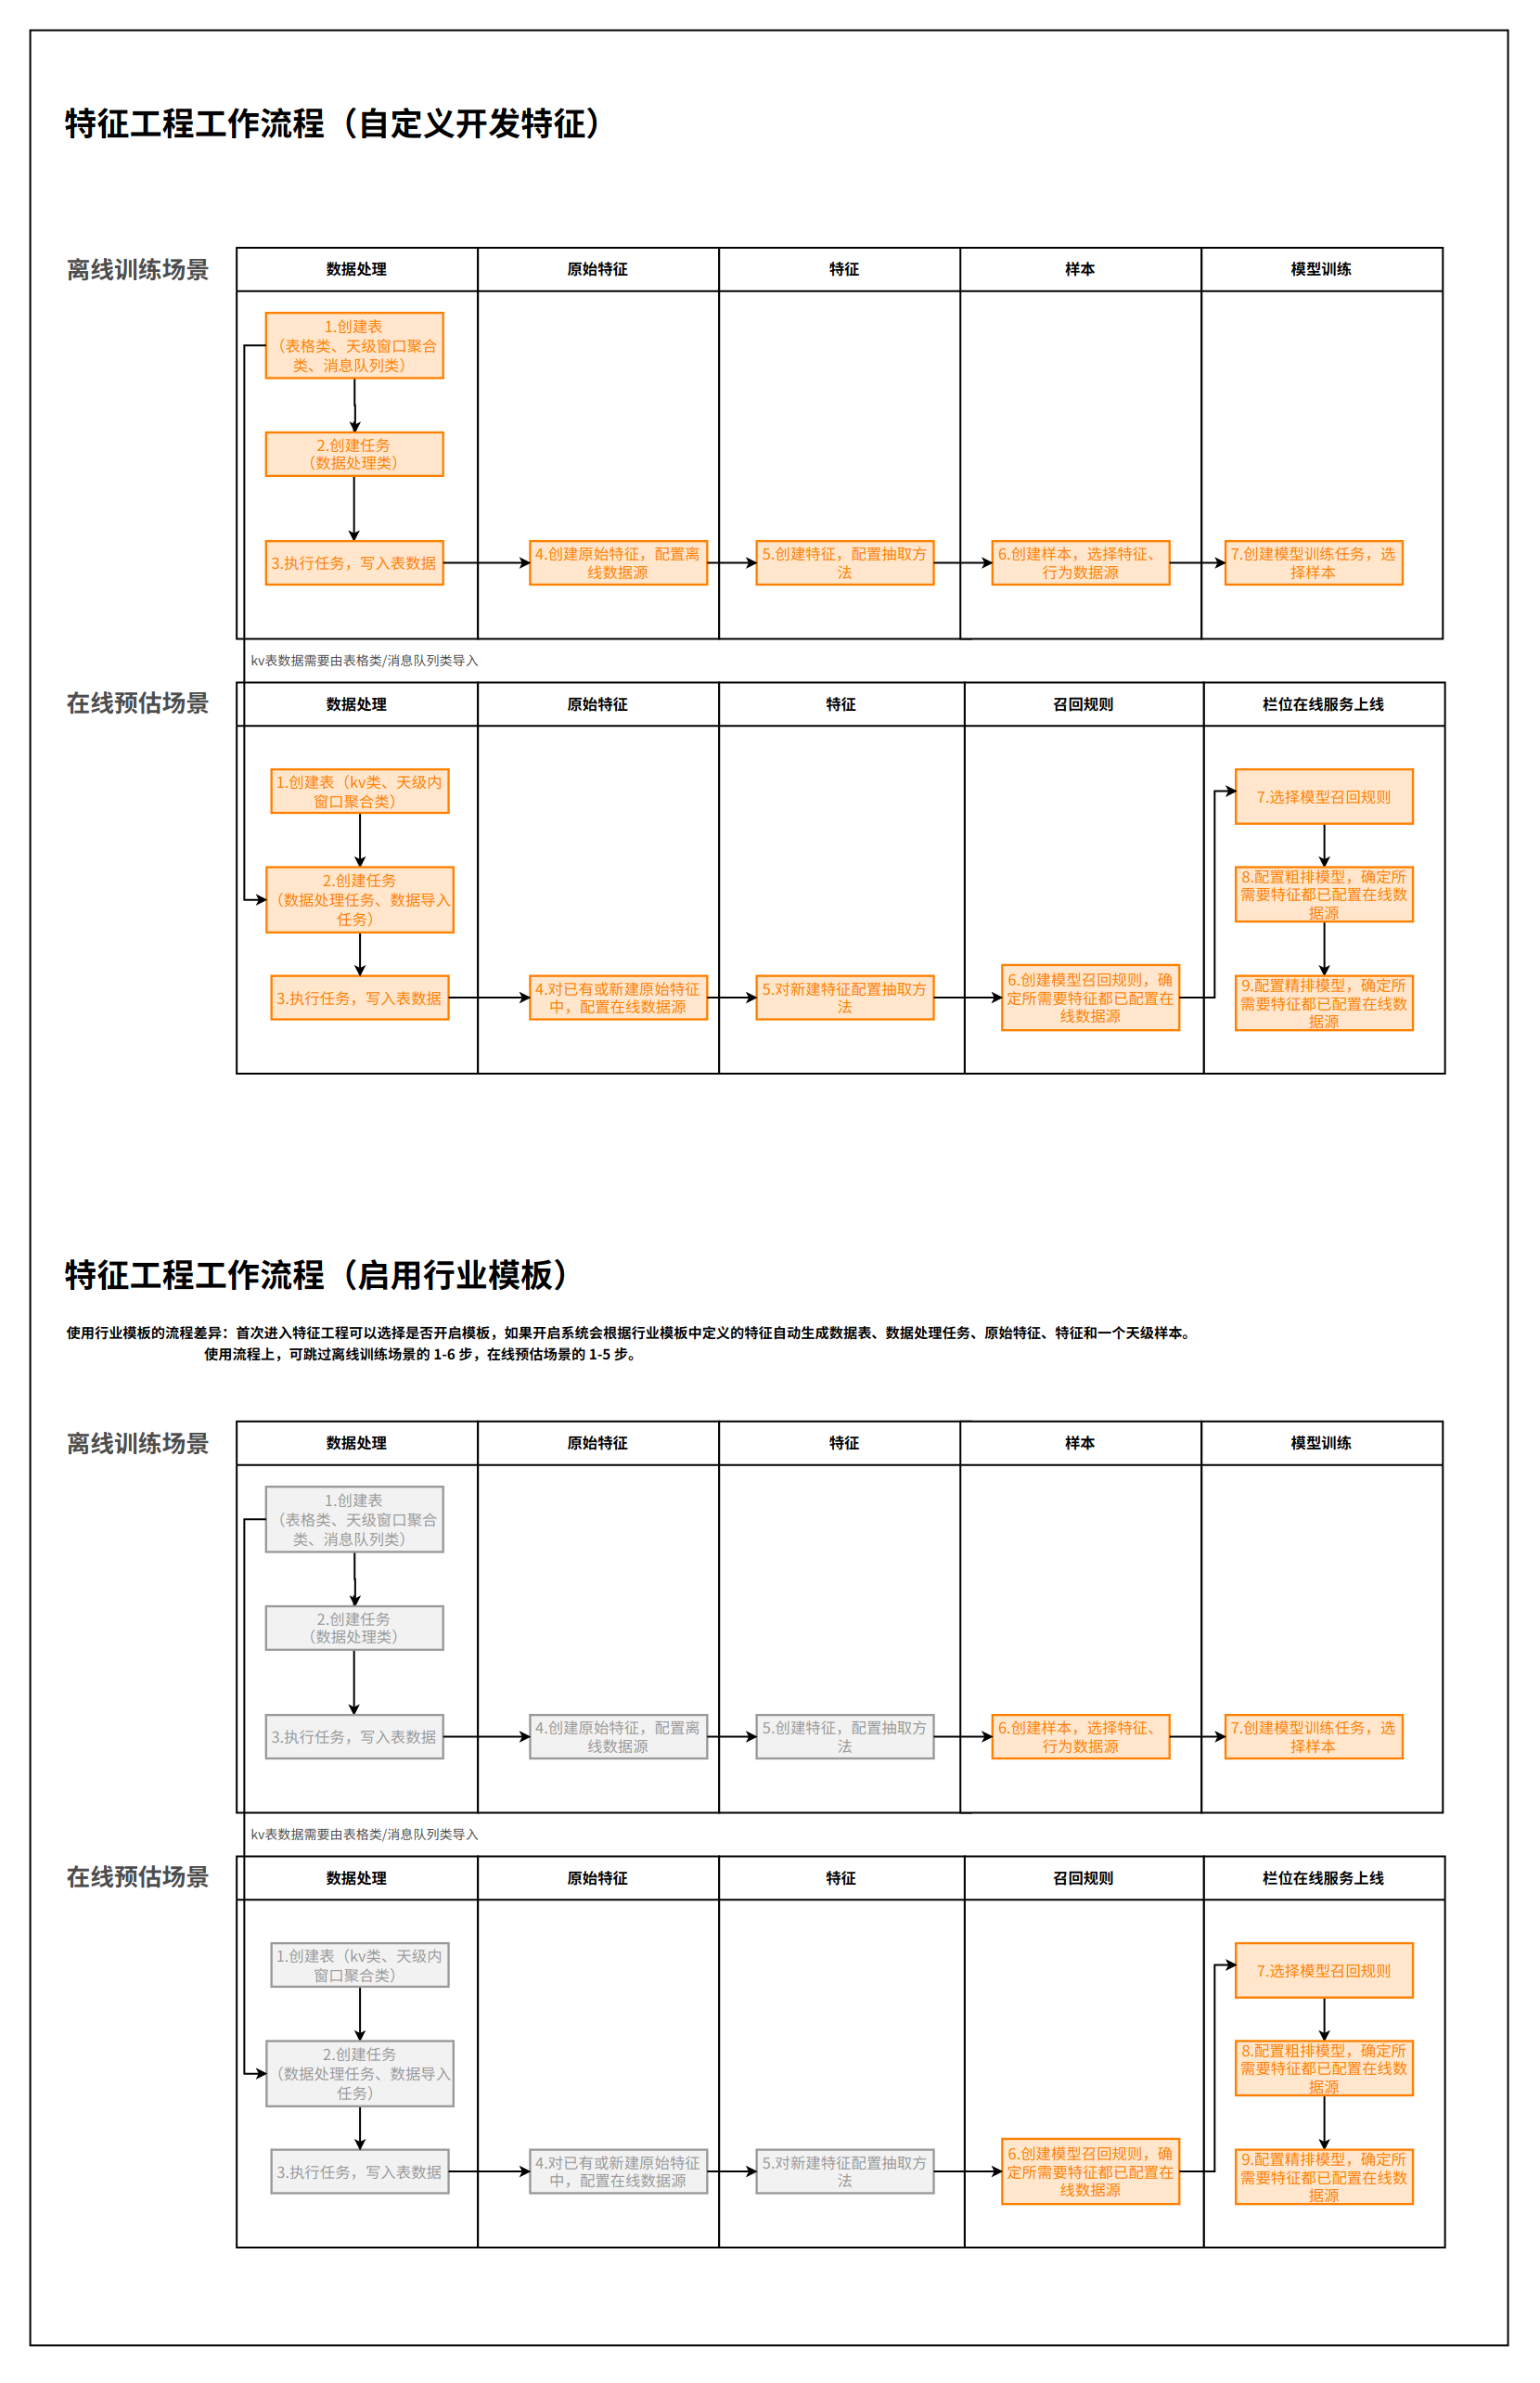 特征工程工作流程（自定义开发特征）
离线训练场景
数据处理
原始特征
特征
样本
模型训练
1.创建表
（表格类、天级窗口聚合
类、消息队列类）
2.创建任务
（数据处理类）
3.执行任务，写入表数据
4.创建原始特征，配置离
线数据源
5.创建特征，配置抽取方
法
6.创建样本，选择特征、
行为数据源
7.创建模型训练任务，选
择样本
kv表数据需要由表格类/消息队列类导入
在线预估场景
数据处理
原始特征
特征
召回规则
栏位在线服务上线
1.创建表（kv类、天级内
窗口聚合类）
2.创建任务
（数据处理任务、数据导入
任务）
3.执行任务，写入表数据
4.对已有或新建原始特征
中，配置在线数据源
5.对新建特征配置抽取方
法
6.创建模型召回规则，确
定所需要特征都已配置在
线数据源
7.选择模型召回规则
8.配置粗排模型，确定所
需要特征都已配置在线数
据源
9.配置精排模型，确定所
需要特征都已配置在线数
据源
特征工程工作流程（启用行业模板）
使用行业模板的流程差异：首次进入特征工程可以选择是否开启模板，如果开启系统会根据行业模板中定义的特征自动生成数据表、数据处理任务、原始特征、特征和一个天级样本。
使用流程上，可跳过离线训练场景的 1-6 步，在线预估场景的 1-5 步。
离线训练场景
数据处理
原始特征
特征
样本
模型训练
1.创建表
（表格类、天级窗口聚合
类、消息队列类）
2.创建任务
（数据处理类）
3.执行任务，写入表数据
4.创建原始特征，配置离
线数据源
5.创建特征，配置抽取方
法
6.创建样本，选择特征、
行为数据源
7.创建模型训练任务，选
择样本
kv表数据需要由表格类/消息队列类导入
在线预估场景
数据处理
原始特征
特征
召回规则
栏位在线服务上线
1.创建表（kv类、天级内
窗口聚合类）
2.创建任务
（数据处理任务、数据导入
任务）
3.执行任务，写入表数据
4.对已有或新建原始特征
中，配置在线数据源
5.对新建特征配置抽取方
法
6.创建模型召回规则，确
定所需要特征都已配置在
线数据源
7.选择模型召回规则
8.配置粗排模型，确定所
需要特征都已配置在线数
据源
9.配置精排模型，确定所
需要特征都已配置在线数
据源